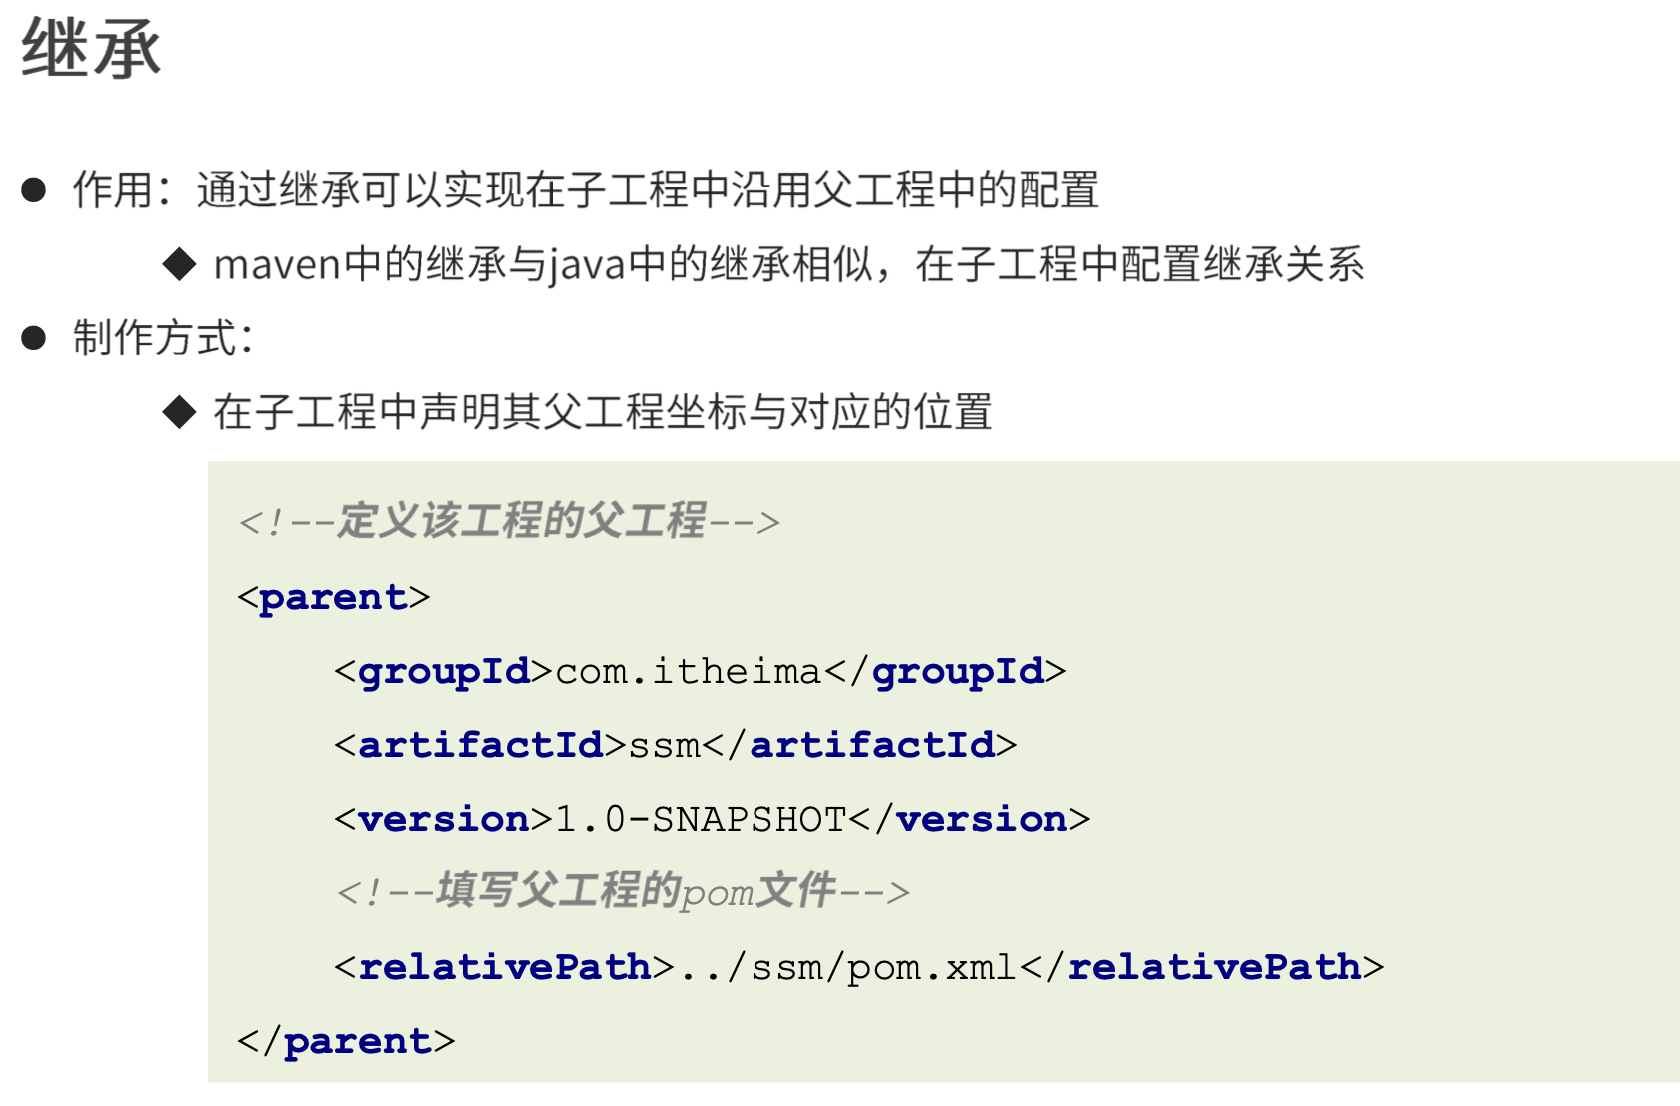 继承
● 作用：通过继承可以实现在子工程中沿用父工程中的配置
◆ maven中的继承与java中的继承相似，在子工程中配置继承关系
● 制作方式：
◆ 在子工程中声明其父工程坐标与对应的位置
<!--定义该工程的父工程-->
<parent>
<groupId>com.itheima</groupId>
<artifactId>ssm</artifactId>
<version>1.0-SNAPSHOT</version>
<!--填写父工程的pom文件-->
<relativePath>../ssm/pom.xml</relativePath>
</parent>